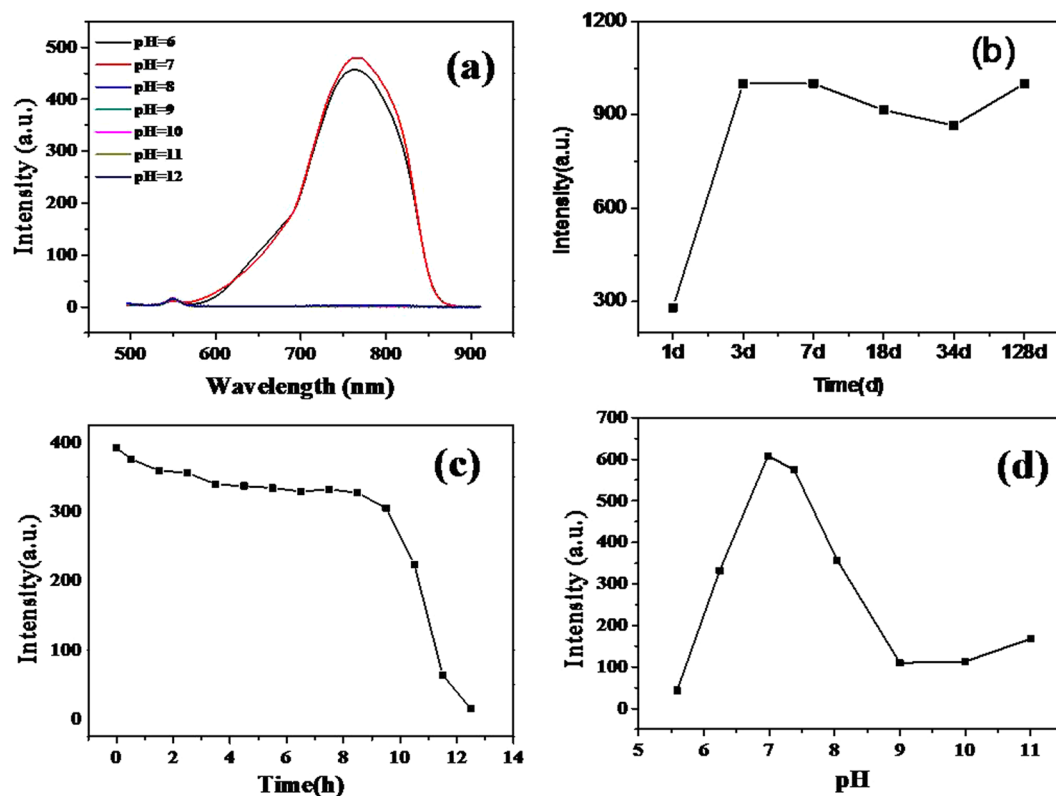 (a)
pH=6
pH=7
pH=8
pH=9
pH=10
pH=11
pH=12
500
400
300
200
100
0
Intensity (a.u.)
500 600 700 800 900
Wavelength (nm)
(b)
1200
900
600
300
Intensity(a.u.)
1d 3d 7d 18d 34d 128d
Time(d)
(c)
400
300
200
100
0
Intensity(a.u.)
0 2 4 6 8 10 12 14
Time(h)
(d)
700
600
500
400
300
200
100
0
Intensity (a.u.)
5 6 7 8 9 10 11
pH